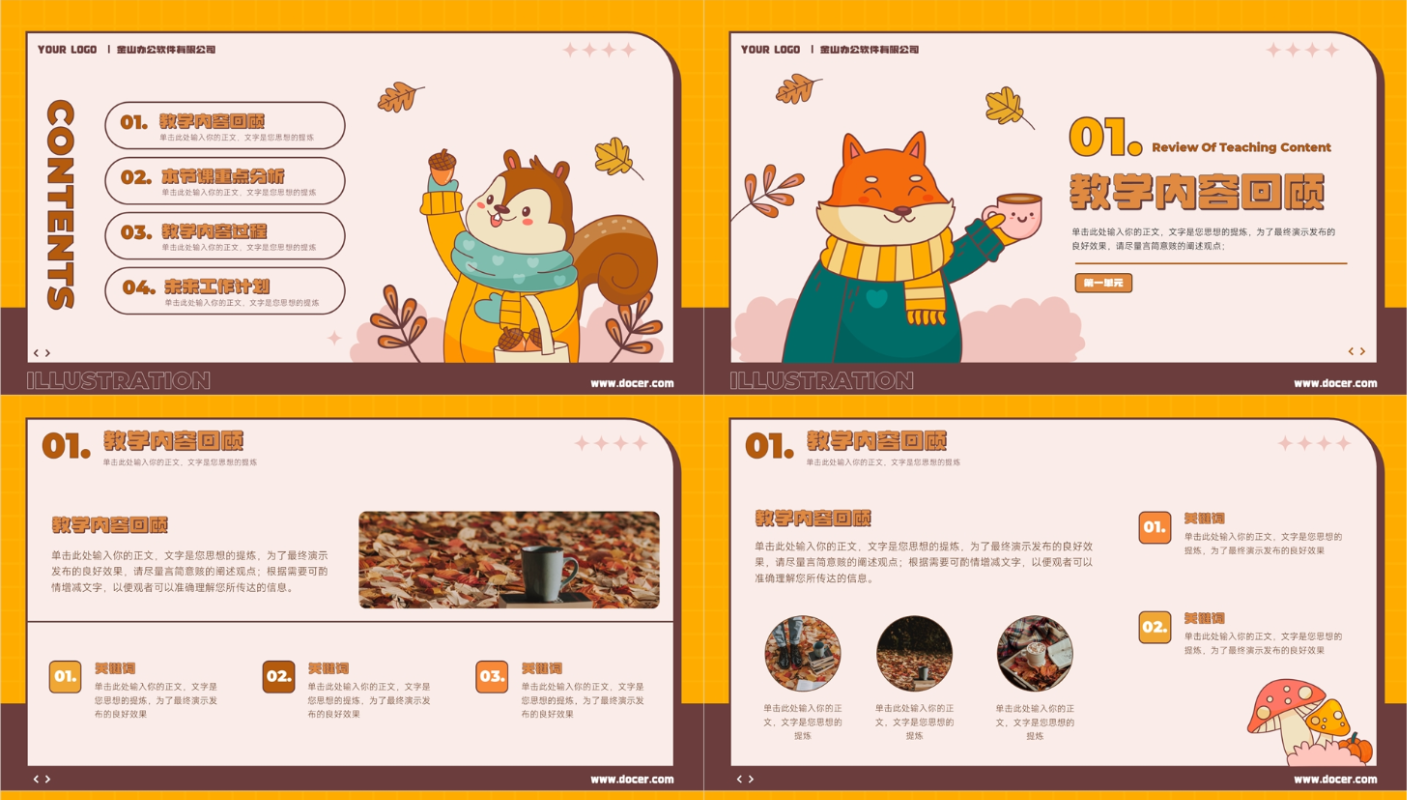 YOUR LOGO | 金山办公软件有限公司
CONTENTS
01. 教学内容回顾
单击此处输入你的正文，文字是您思想的提炼
02. 本节课重点分析
单击此处输入你的正文，文字是您思想的提炼
03. 教学内容过程
单击此处输入你的正文，文字是您思想的提炼
04. 未来工作计划
单击此处输入你的正文，文字是您思想的提炼
ILLUSTRATION
www.docer.com
YOUR LOGO | 金山办公软件有限公司
01. Review Of Teaching Content
教学内容回顾
单击此处输入你的正文，文字是您思想的提炼，为了最终演示发布的
良好效果，请尽量言简意赅的阐述观点；
第一单元
ILLUSTRATION
www.docer.com
01. 教学内容回顾
单击此处输入你的正文，文字是您思想的提炼
教学内容回顾
单击此处输入你的正文，文字是您思想的提炼，为了最终演示
发布的良好效果，请尽量言简意赅的阐述观点；根据需要可酌
情增减文字，以便观者可以准确理解您所传达的信息。
01. 关键词
单击此处输入你的正文，文字是
您思想的提炼，为了最终演示发
布的良好效果
02. 关键词
单击此处输入你的正文，文字是
您思想的提炼，为了最终演示发
布的良好效果
03. 关键词
单击此处输入你的正文，文字是
您思想的提炼，为了最终演示发
布的良好效果
www.docer.com
01. 教学内容回顾
单击此处输入你的正文，文字是您思想的提炼
教学内容回顾
单击此处输入你的正文，文字是您思想的提炼，为了最终演示发布的良好效
果，请尽量言简意赅的阐述观点；根据需要可酌情增减文字，以便观者可以
准确理解您所传达的信息。
单击此处输入你的正
文，文字是您思想的
提炼
单击此处输入你的正
文，文字是您思想的
提炼
单击此处输入你的正
文，文字是您思想的
提炼
01. 关键词
单击此处输入你的正文，文字是您思想的
提炼，为了最终演示发布的良好效果
02. 关键词
单击此处输入你的正文，文字是您思想的
提炼，为了最终演示发布的良好效果
www.docer.com